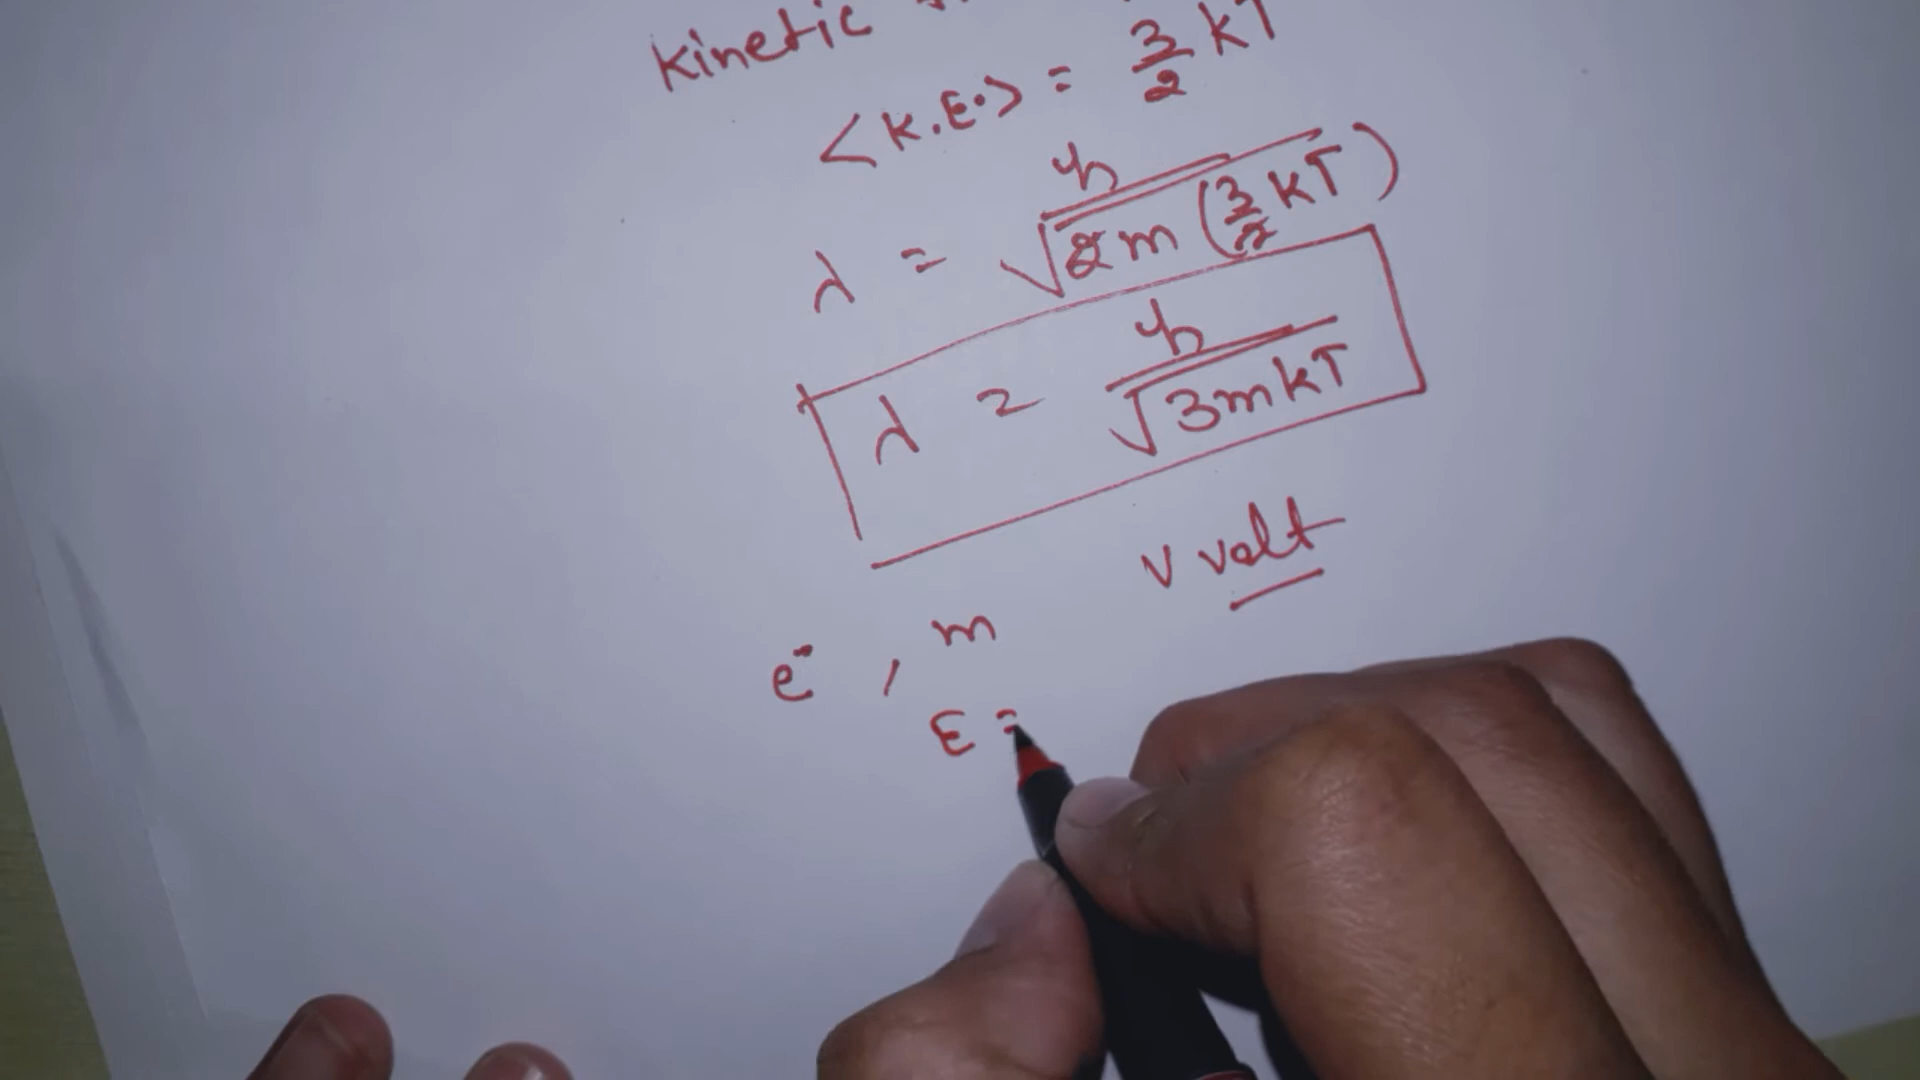 Kinetic
<K.E.> = 3/2 kT
λ = h/√2m(3/2 kT)
λ = h/√3mkT
V volt
e⁻ , m
E =